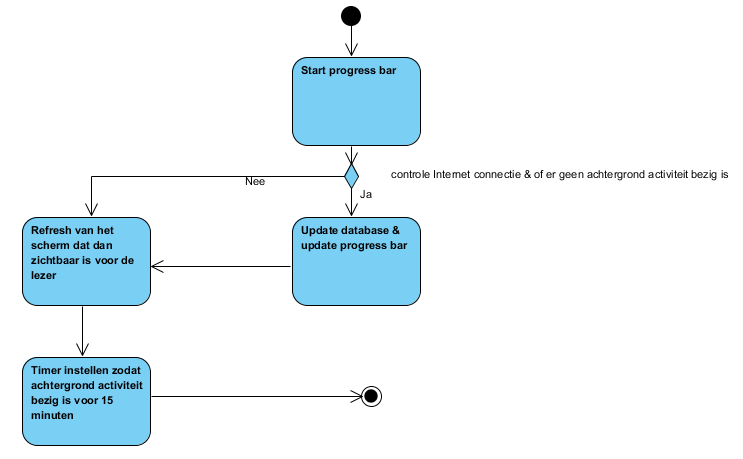 Start progress bar
controle Internet connectie & of er geen achtergrond activiteit bezig is
Nee
Ja
Refresh van het
scherm dat dan
zichtbaar is voor de
lezer
Update database &
update progress bar
Timer instellen zodat
achtergrond activiteit
bezig is voor 15
minuten